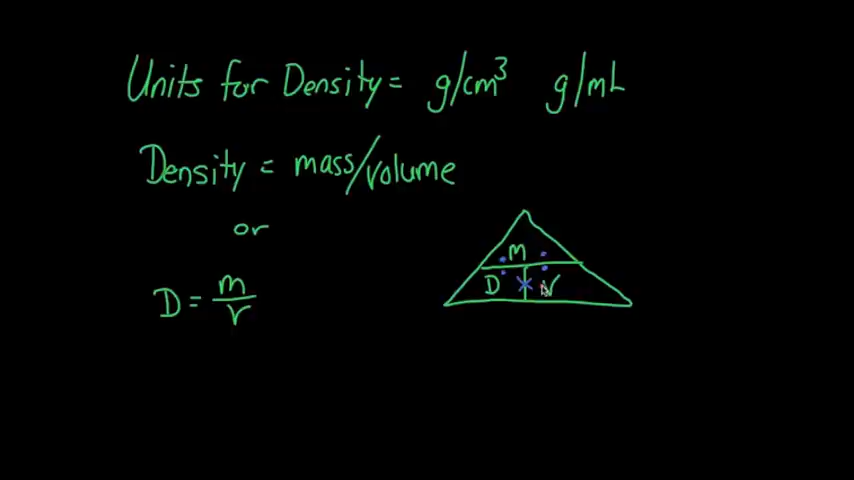 Units for Density = g/cm³ g/mL
Density = mass/volume
or
D = m/v
M
D × V